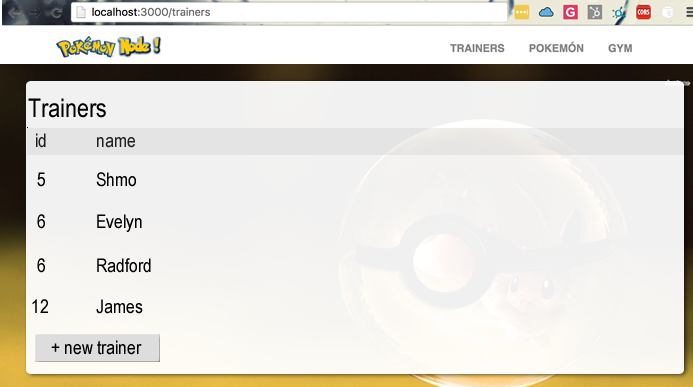 localhost:3000/trainers
CORS
Pokémon Node!
TRAINERS POKEMÓN GYM
Trainers
id name
5 Shmo
6 Evelyn
6 Radford
12 James
+ new trainer